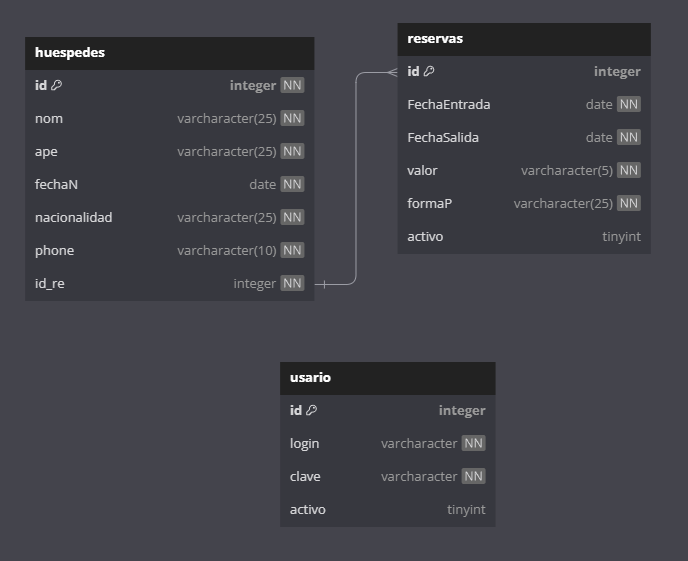 huespedes
id integer NN
nom varcharacter(25) NN
ape varcharacter(25) NN
fechaN date NN
nacionalidad varcharacter(25) NN
phone varcharacter(10) NN
id_re integer NN
reservas
id integer
FechaEntrada date NN
FechaSalida date NN
valor varcharacter(5) NN
formaP varcharacter(25) NN
activo tinyint
usario
id integer
login varcharacter NN
clave varcharacter NN
activo tinyint